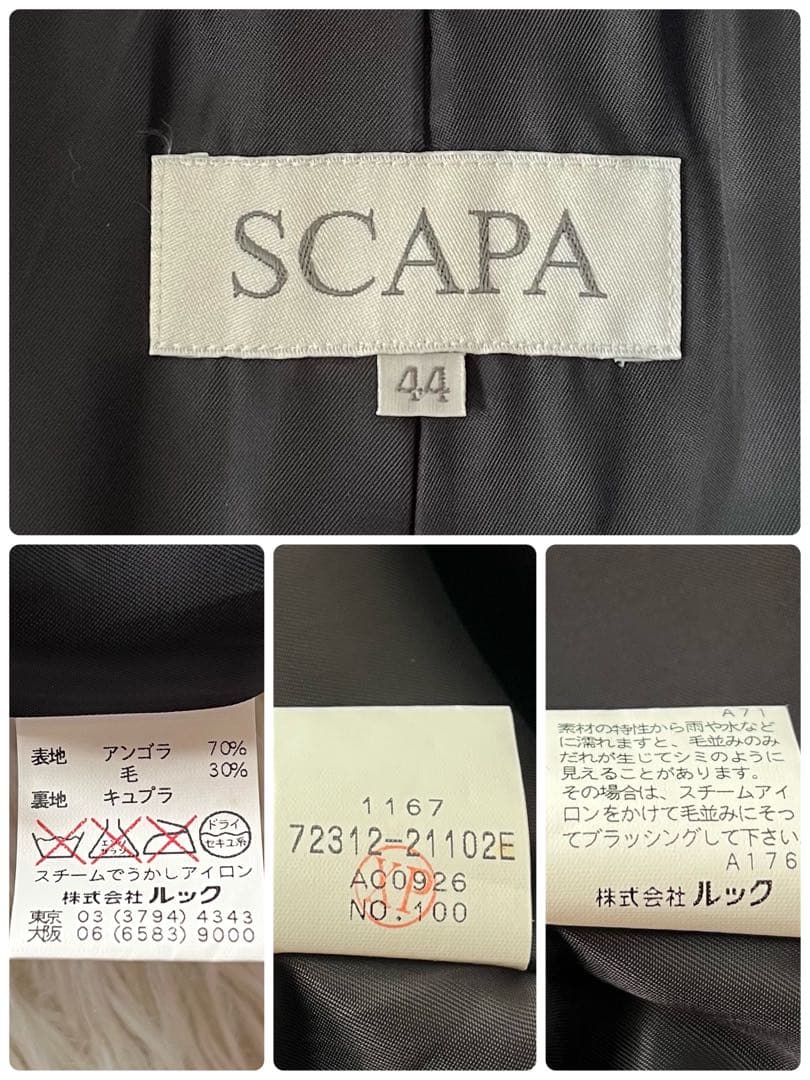 SCAPA
44
表地 アンゴラ 70%
毛 30%
裏地 キュプラ
エンソ
サラシ
ドライ
セキユ系
スチームでうかしアイロン
株式会社 ルック
東京 03 (3794) 4343
大阪 06 (6583) 9000
1167
72312-21102E
AC0926
NO.100
A71
素材の特性から雨や水など
に濡れますと、毛並みのみ
だれが生じてシミのように
見えることがあります。
その場合は、スチームアイ
ロンをかけて毛並みにそっ
てブラッシングして下さい
A176
株式会社 ルック